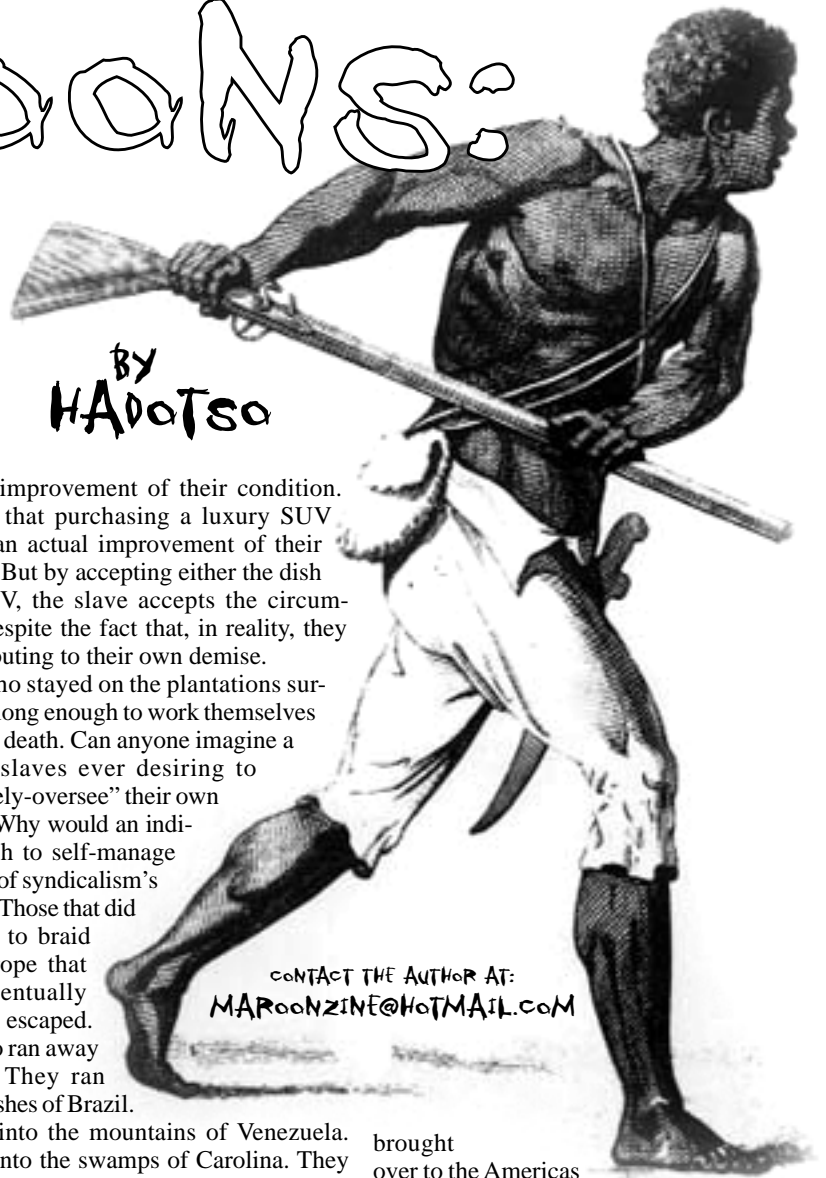 ooNS:
BY
HADOTSO
improvement of their condition.
that purchasing a luxury SUV
an actual improvement of their
But by accepting either the dish
V, the slave accepts the circum-
espite the fact that, in reality, they
buting to their own demise.
ho stayed on the plantations sur-
long enough to work themselves
death. Can anyone imagine a
slaves ever desiring to
ely-oversee” their own
Why would an indi-
h to self-manage
of syndicalism’s
Those that did
to braid
ope that
entually
escaped.
o ran away
They ran
shes of Brazil.
into the mountains of Venezuela.
nto the swamps of Carolina. They
CONTACT THE AUTHOR AT:
MAROONZINE@HOTMAIL.COM
brought
over to the Americas